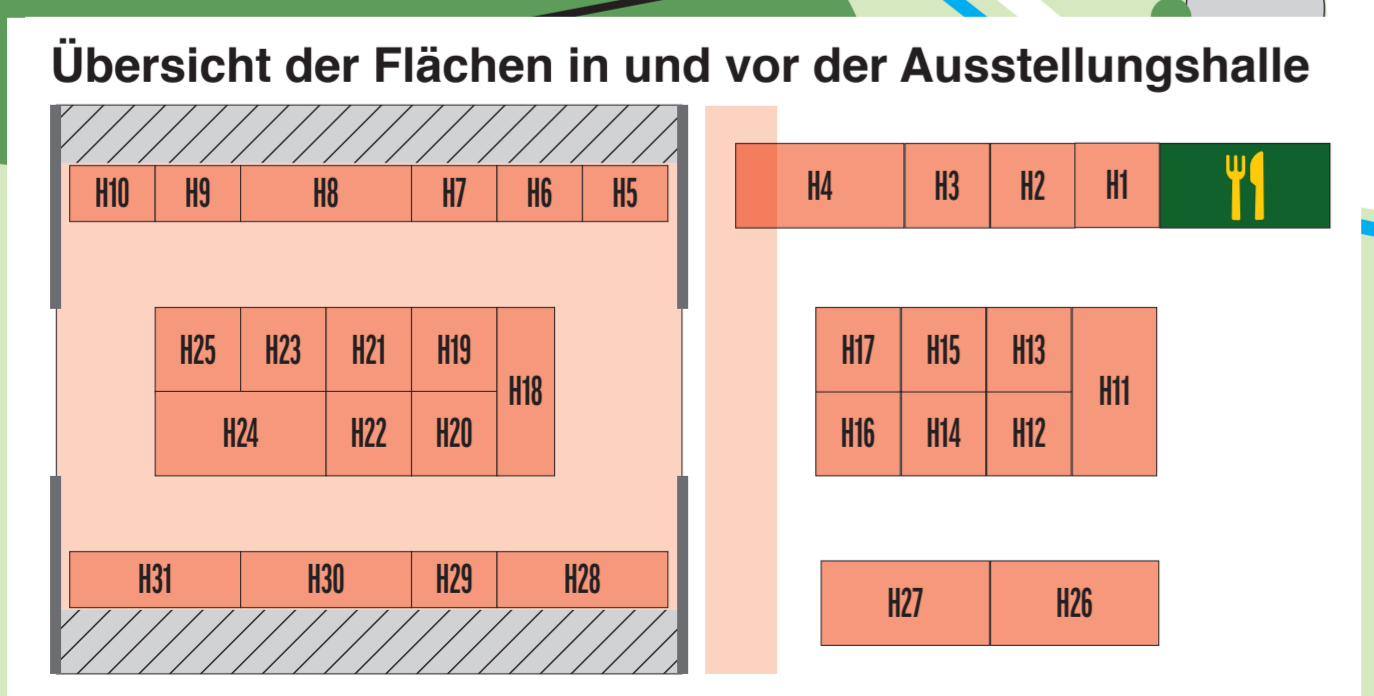 Übersicht der Flächen in und vor der Ausstellungshalle
H10 H9 H8 H7 H6 H5
H4 H3 H2 H1
H25 H23 H21 H19
H18
H24 H22 H20
H17 H15 H13
H11
H16 H14 H12
H31 H30 H29 H28
H27 H26